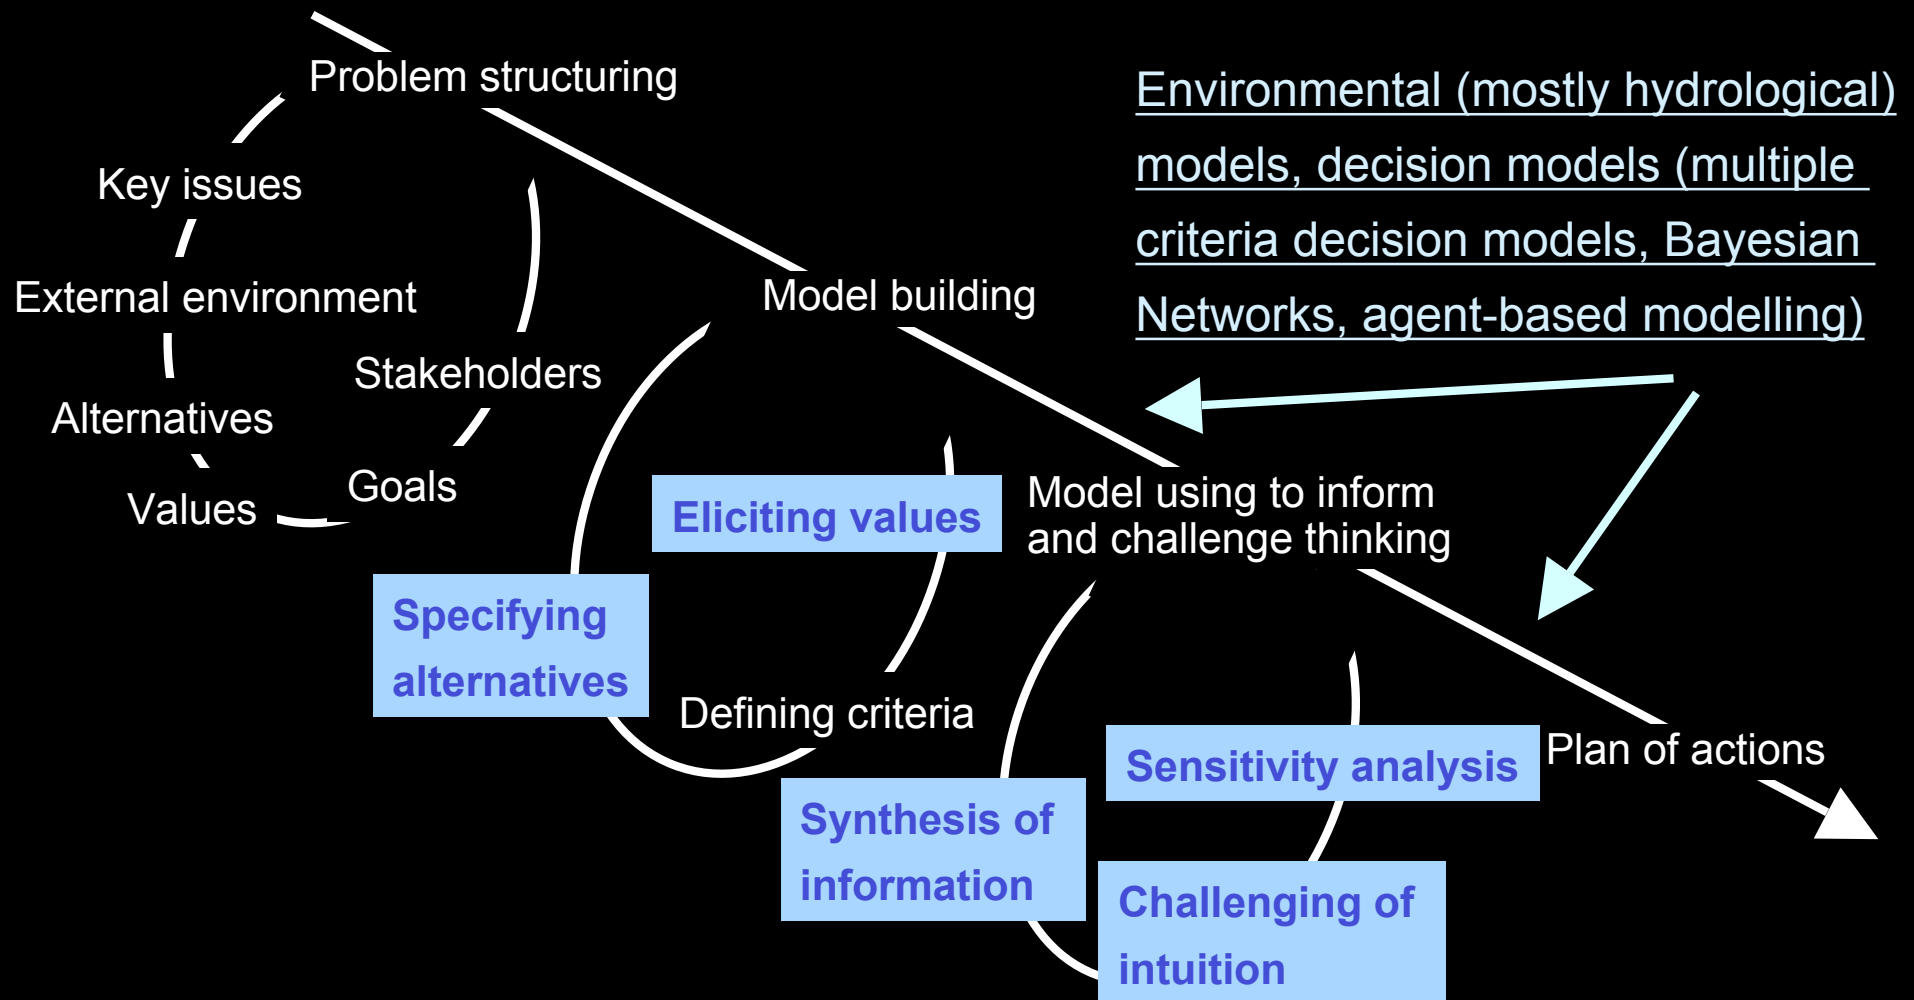 Problem structuring
Environmental (mostly hydrological)
models, decision models (multiple
criteria decision models, Bayesian
Networks, agent-based modelling)
Key issues
External environment
Alternatives
Values
Goals
Stakeholders
Model building
Eliciting values
Specifying
alternatives
Defining criteria
Model using to inform
and challenge thinking
Synthesis of
information
Sensitivity analysis
Challenging of
intuition
Plan of actions